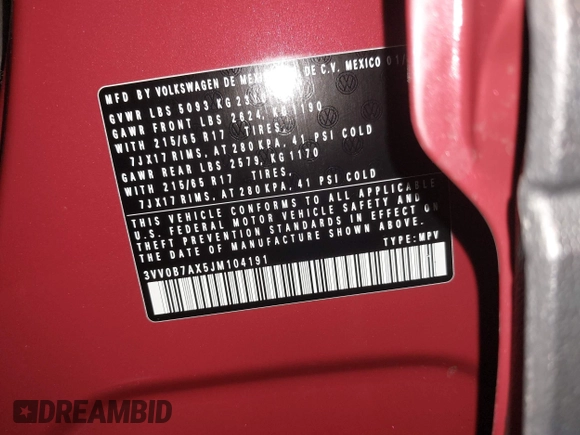 MFD BY VOLKSWAGEN DE MEXICO DE C.V. MEXICO 01/
GVWR LBS 5093 KG
GAWR FRONT LBS 2624, KG 1190
WITH 215/65 R17 TIRES,
7JX17 RIMS, AT 280 KPA, 41 PSI COLD
GAWR REAR LBS 2579, KG 1170
WITH 215/65 R17 TIRES,
7JX17 RIMS, AT 280 KPA, 41 PSI COLD
THIS VEHICLE CONFORMS TO ALL APPLICABLE
U.S. FEDERAL MOTOR VEHICLE SAFETY AND
THEFT PREVENTION STANDARDS IN EFFECT ON
THE DATE OF MANUFACTURE SHOWN ABOVE.
3VV0B7AX5JM104191 TYPE: MPV
DREAMBID